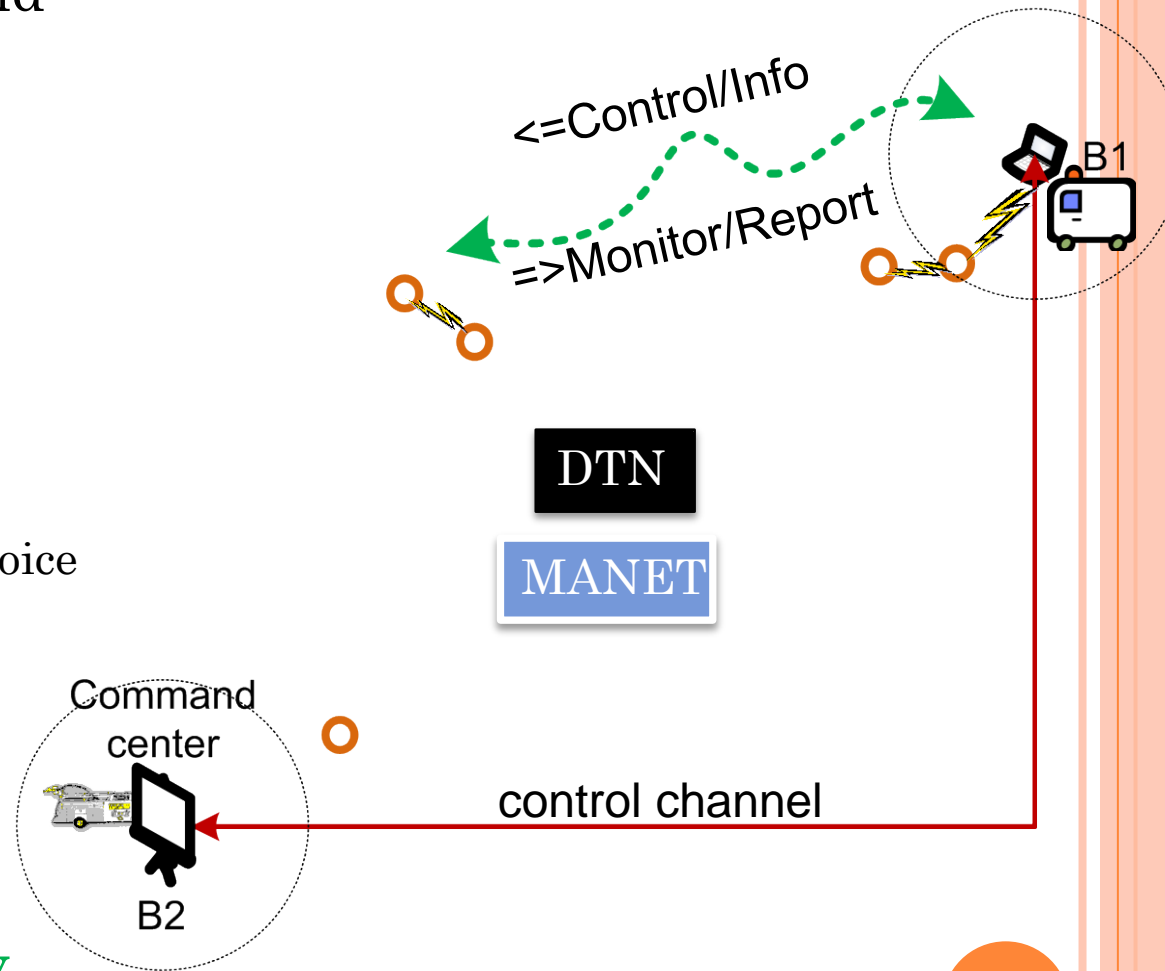 <=Control/Info
B1
=>Monitor/Report
DTN
oice
MANET
Command
center
control channel
B2